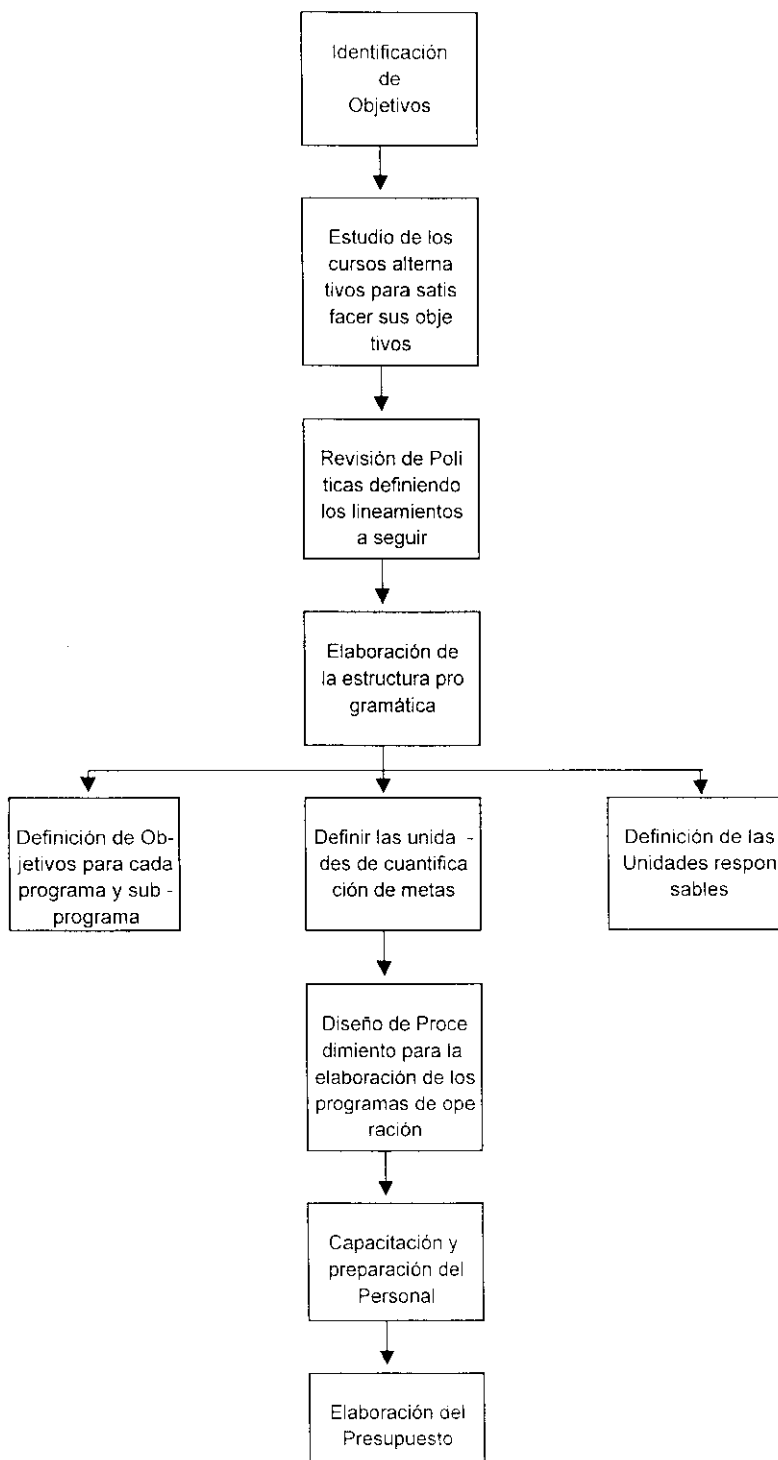 Identificación
de
Objetivos
Estudio de los
cursos alterna
tivos para satis
facer sus obje
tivos
Revisión de Polí
ticas definiendo
los lineamientos
a seguir
Elaboración de
la estructura pro
gramática
Definición de Ob-
jetivos para cada
programa y sub -
programa
Definir las unida -
des de cuantifica
ción de metas
Definición de las
Unidades respon
sables
Diseño de Proce
dimiento para la
elaboración de los
programas de ope
ración
Capacitación y
preparación del
Personal
Elaboración del
Presupuesto